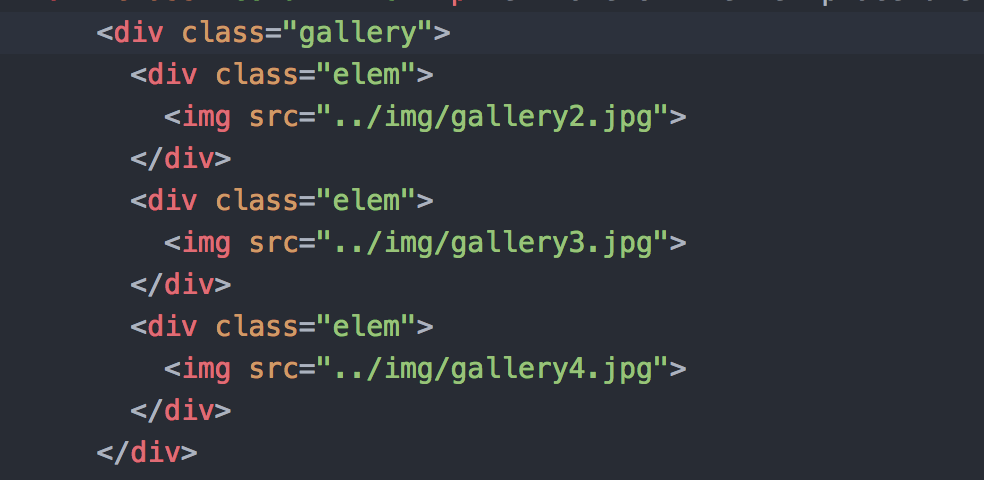 <div class="gallery">
<div class="elem">
<img src="../img/gallery2.jpg">
</div>
<div class="elem">
<img src="../img/gallery3.jpg">
</div>
<div class="elem">
<img src="../img/gallery4.jpg">
</div>
</div>